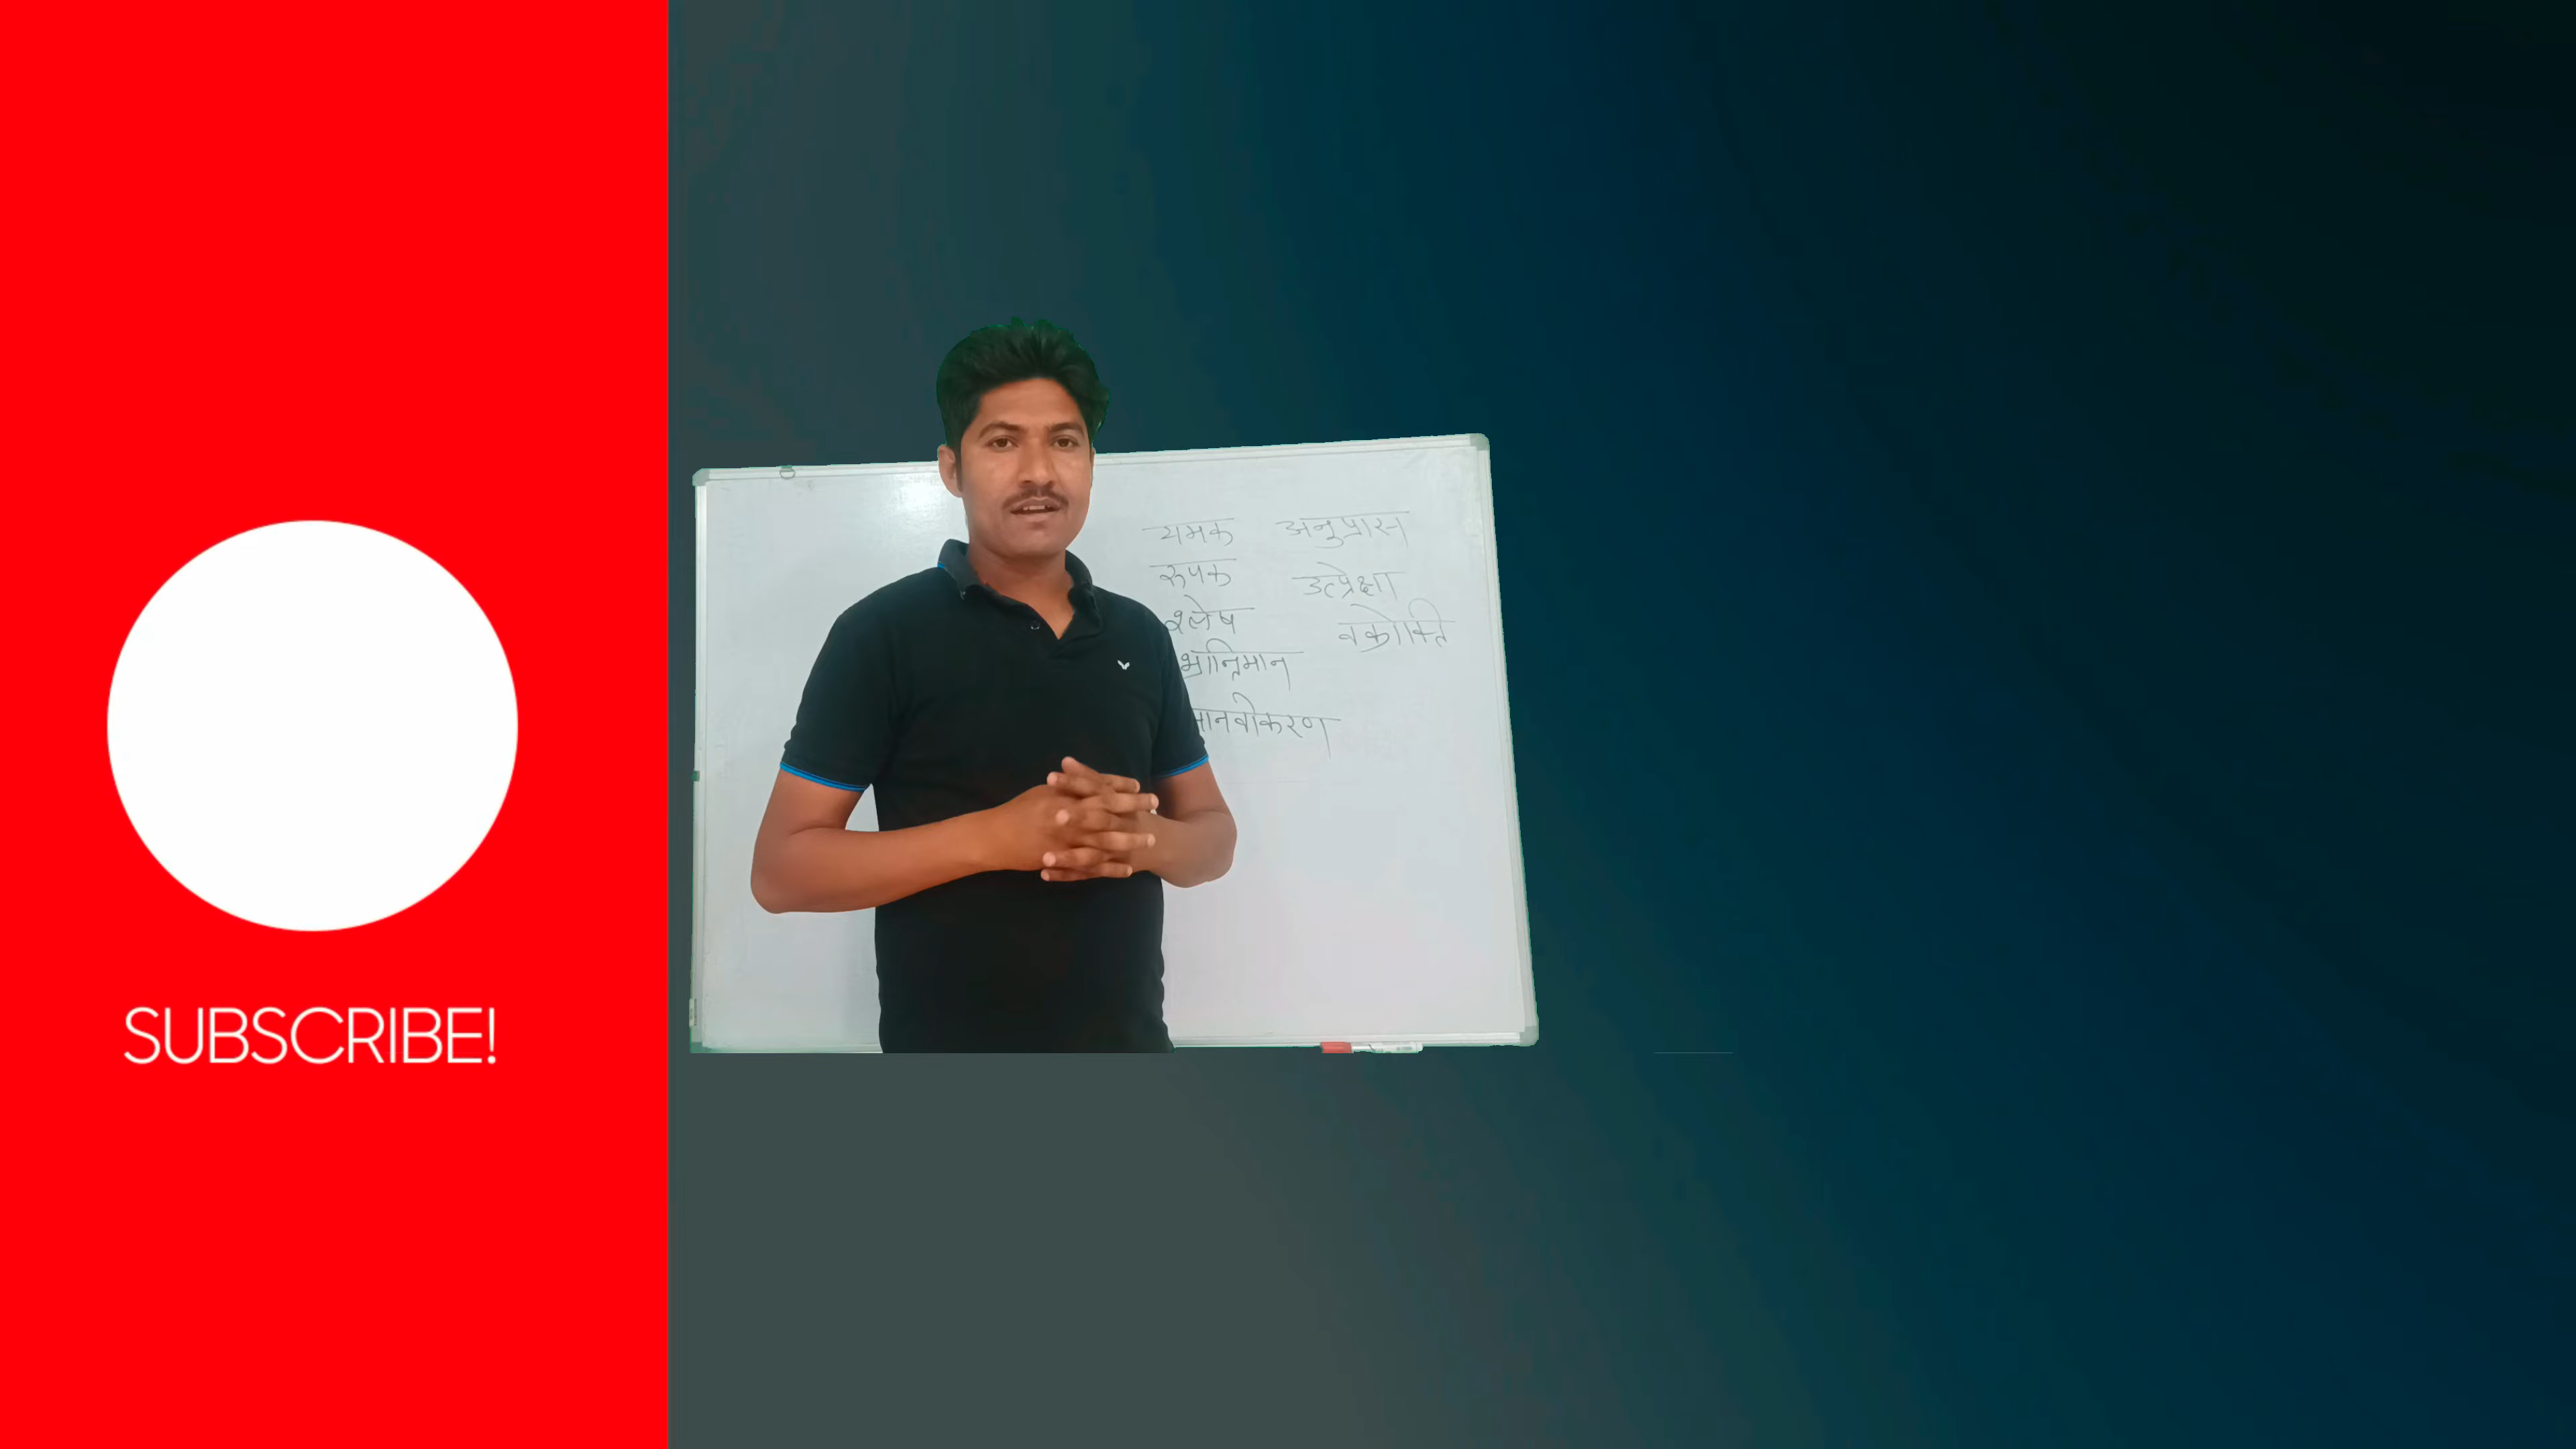 SUBSCRIBE!
यमक अनुप्रास
रूपक उत्प्रेक्षा
श्लेष वक्रोक्ति
भ्रान्तिमान
मानवीकरण